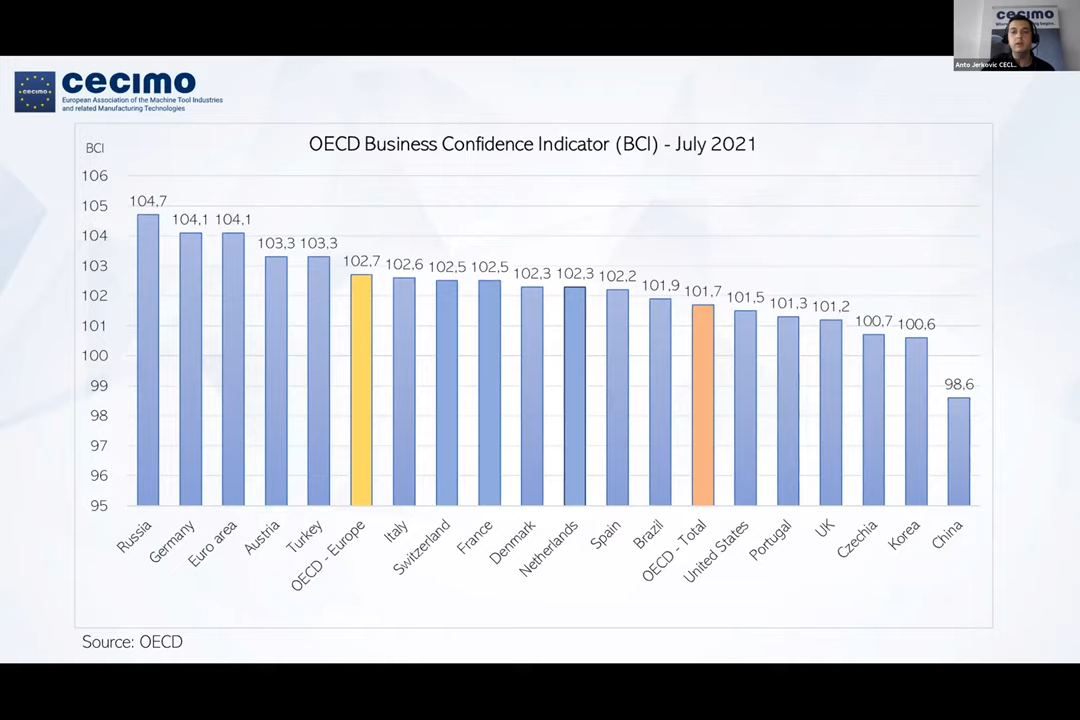 cecimo
Anto Jerkovic CECI...
cecimo
European Association of the Machine Tool Industries
and related Manufacturing Technologies
OECD Business Confidence Indicator (BCI) - July 2021
BCI
106
105
104
103
102
101
100
99
98
97
96
95
104,7
104,1
104,1
103,3
103,3
102,7
102,6
102,5
102,5
102,3
102,3
102,2
101,9
101,7
101,5
101,3
101,2
100,7
100,6
98,6
Russia
Germany
Euro area
Austria
Turkey
OECD - Europe
Italy
Switzerland
France
Denmark
Netherlands
Spain
Brazil
OECD - Total
United States
Portugal
UK
Czechia
Korea
China
Source: OECD